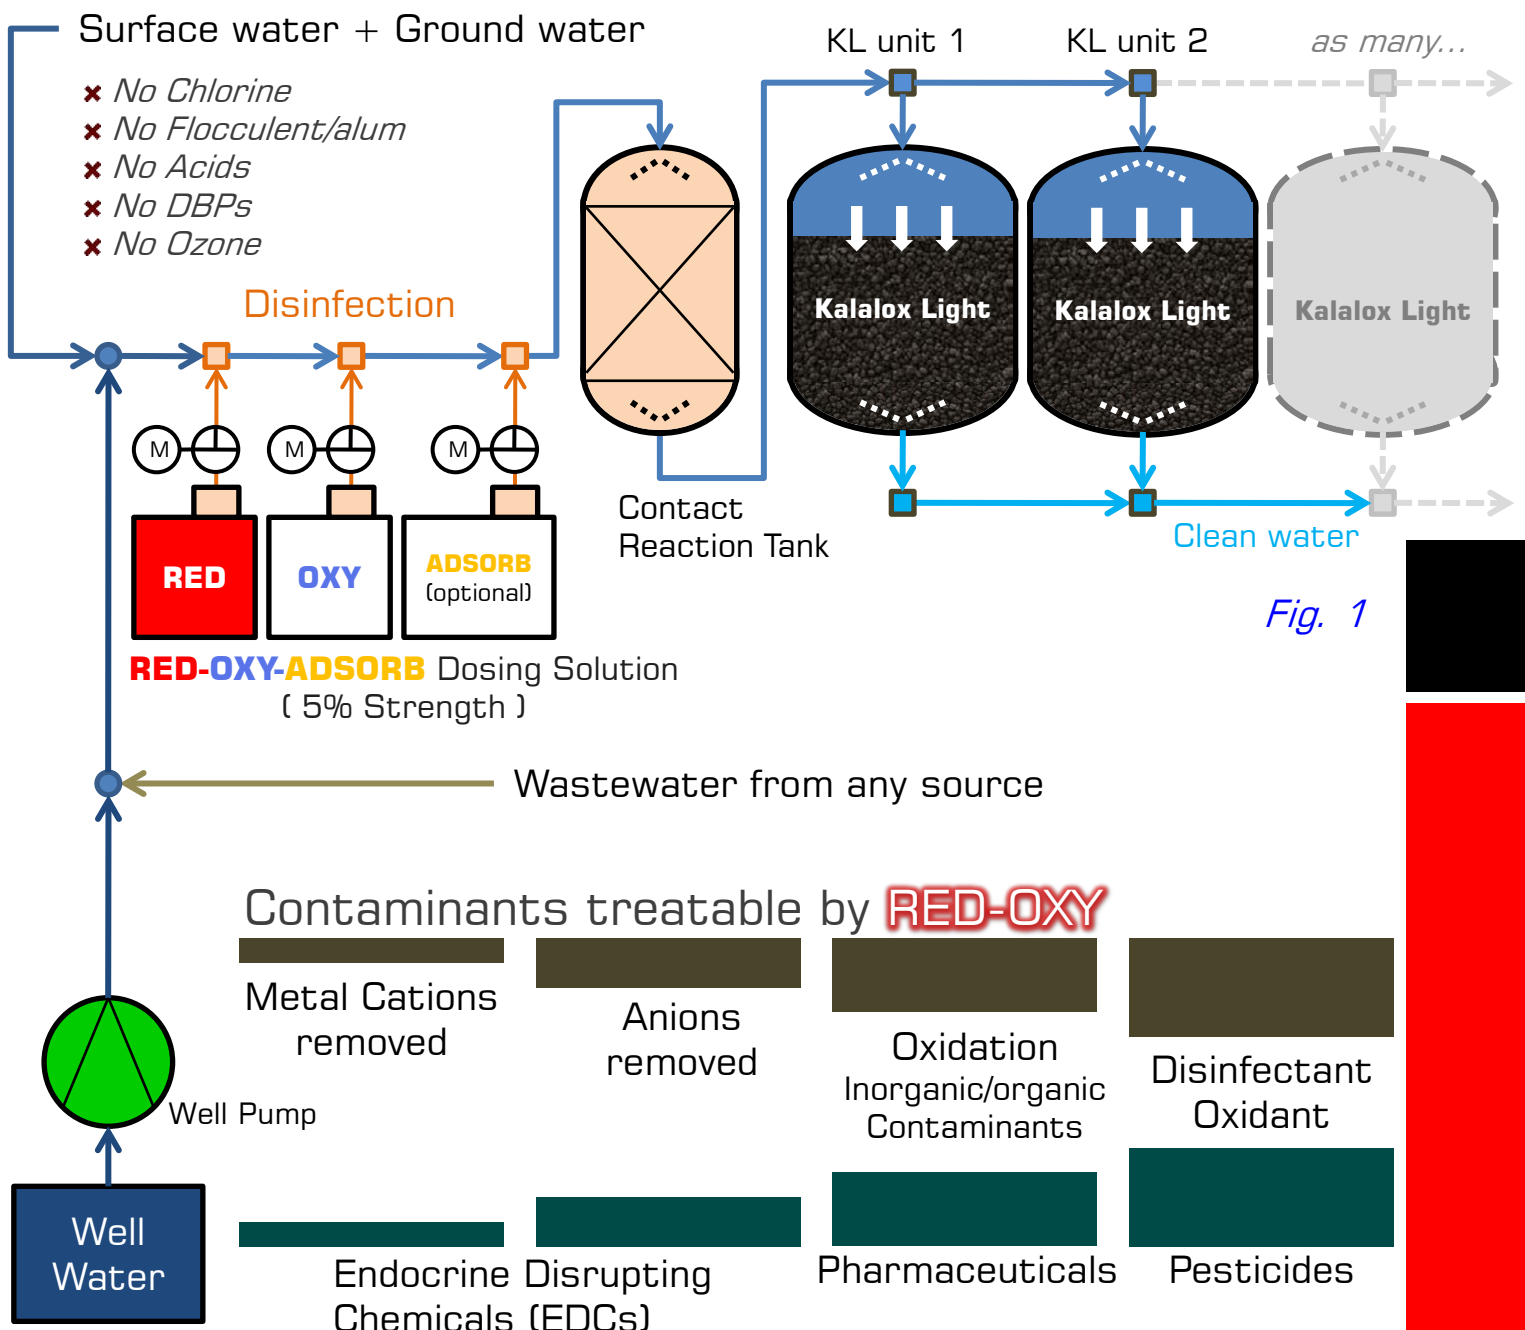 Surface water + Ground water
No Chlorine
No Flocculent/alum
No Acids
No DBPs
No Ozone
KL unit 1
KL unit 2
as many...
Disinfection
Kalalox Light
Kalalox Light
Kalalox Light
M
M
M
RED
OXY
ADSORB
(optional)
Contact
Reaction Tank
Clean water
Fig. 1
RED-OXY-ADSORB Dosing Solution
( 5% Strength )
Wastewater from any source
Contaminants treatable by RED-OXY
Metal Cations
removed
Anions
removed
Oxidation
Inorganic/organic
Contaminants
Disinfectant
Oxidant
Well Pump
Well
Water
Endocrine Disrupting
Chemicals (EDCs)
Pharmaceuticals
Pesticides